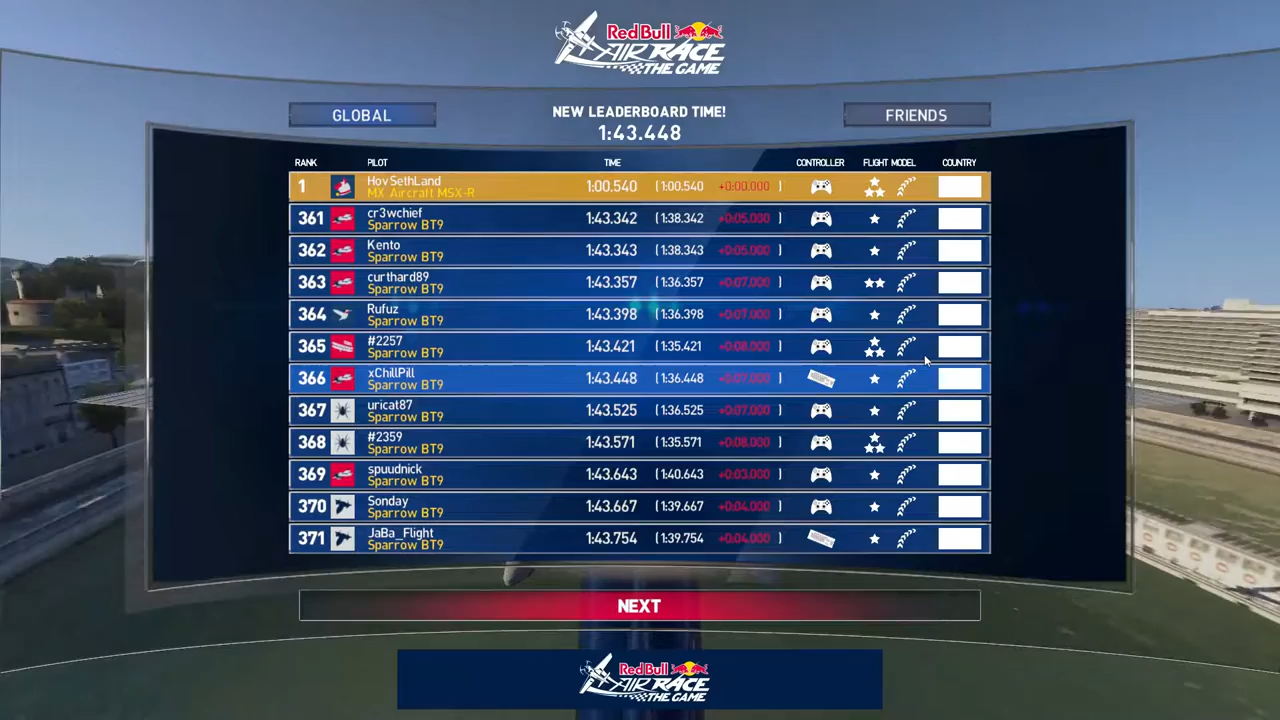 Red Bull
AIR RACE
THE GAME
GLOBAL
NEW LEADERBOARD TIME!
FRIENDS
1:43.448
RANK PILOT TIME CONTROLLER FLIGHT MODEL COUNTRY
1 HovSethLand MX Aircraft MSX-R 1:00.540 (1:00.540 +0:00.000 )
361 cr3wchief Sparrow BT9 1:43.342 (1:38.342 +0:05.000 )
362 Kento Sparrow BT9 1:43.343 (1:38.343 +0:05.000 )
363 curthard89 Sparrow BT9 1:43.357 (1:36.357 +0:07.000 )
364 Rufuz Sparrow BT9 1:43.398 (1:36.398 +0:07.000 )
365 #2257 Sparrow BT9 1:43.421 (1:35.421 +0:08.000 )
366 xChillPill Sparrow BT9 1:43.448 (1:36.448 +0:07.000 )
367 uricat87 Sparrow BT9 1:43.525 (1:36.525 +0:07.000 )
368 #2359 Sparrow BT9 1:43.571 (1:35.571 +0:08.000 )
369 spuudnick Sparrow BT9 1:43.643 (1:40.643 +0:03.000 )
370 Sonday Sparrow BT9 1:43.667 (1:39.667 +0:04.000 )
371 JaBa_Flight Sparrow BT9 1:43.754 (1:39.754 +0:04.000 )
NEXT
Red Bull
AIR RACE
THE GAME